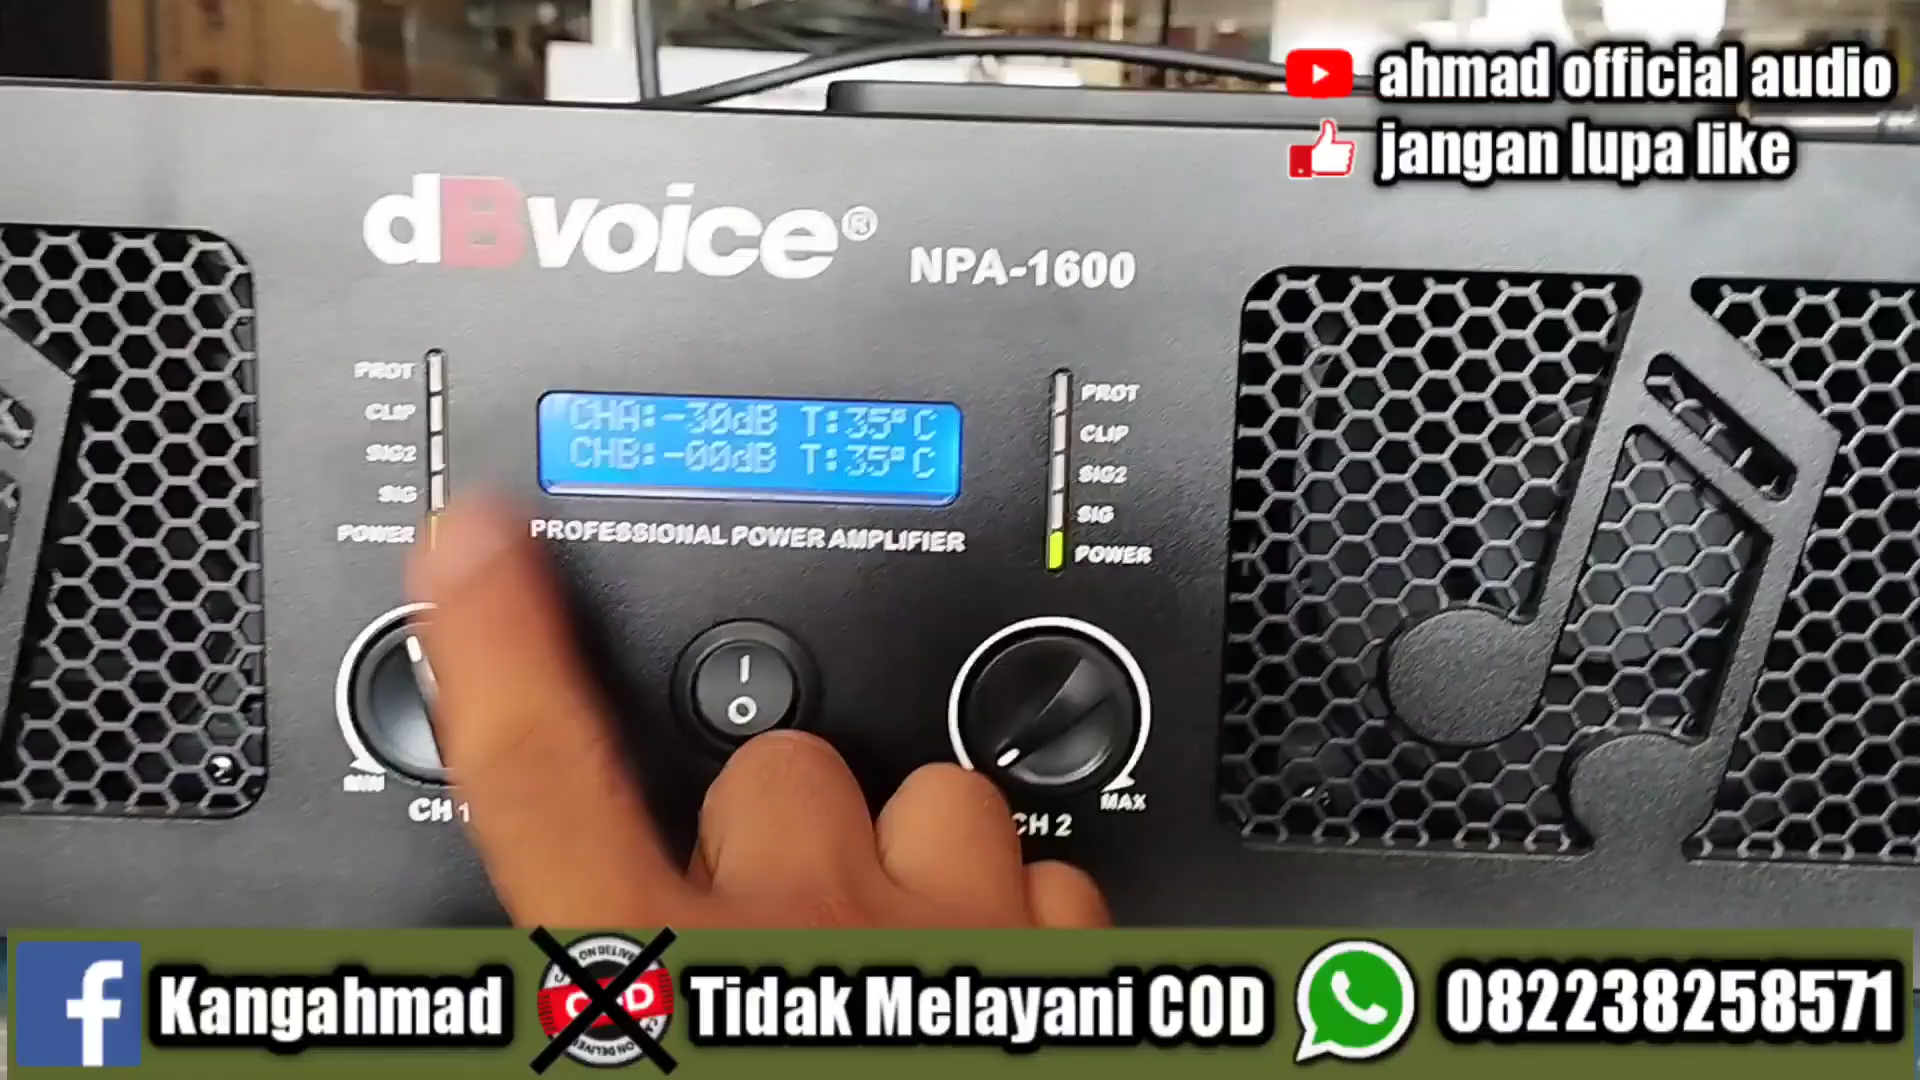 ahmad official audio
jangan lupa like
dBvoice® NPA-1600
PROT
CLIP
SIG2
SIG
POWER
CHA:-30dB T:35°C
CHB:-00dB T:35°C
PROFESSIONAL POWER AMPLIFIER
PROT
CLIP
SIG2
SIG
POWER
I
O
MIN
CH 1
CH 2
MAX
Kangahmad
COD
Tidak Melayani COD
082238258571